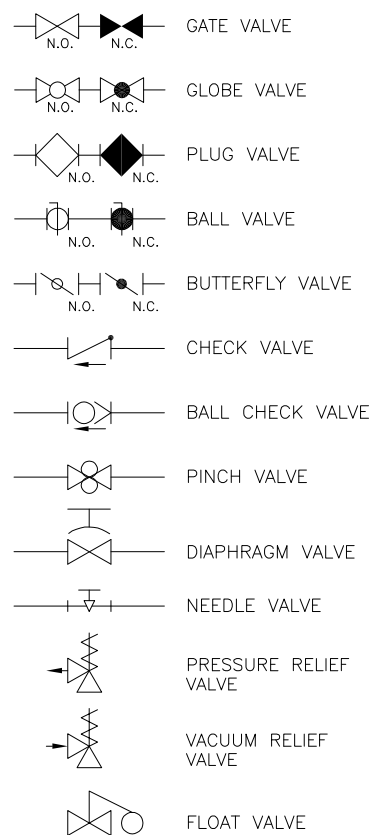 GATE VALVE
N.O. N.C.
GLOBE VALVE
N.O. N.C.
PLUG VALVE
N.O. N.C.
BALL VALVE
N.O. N.C.
BUTTERFLY VALVE
N.O. N.C.
CHECK VALVE
BALL CHECK VALVE
PINCH VALVE
DIAPHRAGM VALVE
NEEDLE VALVE
PRESSURE RELIEF
VALVE
VACUUM RELIEF
VALVE
FLOAT VALVE